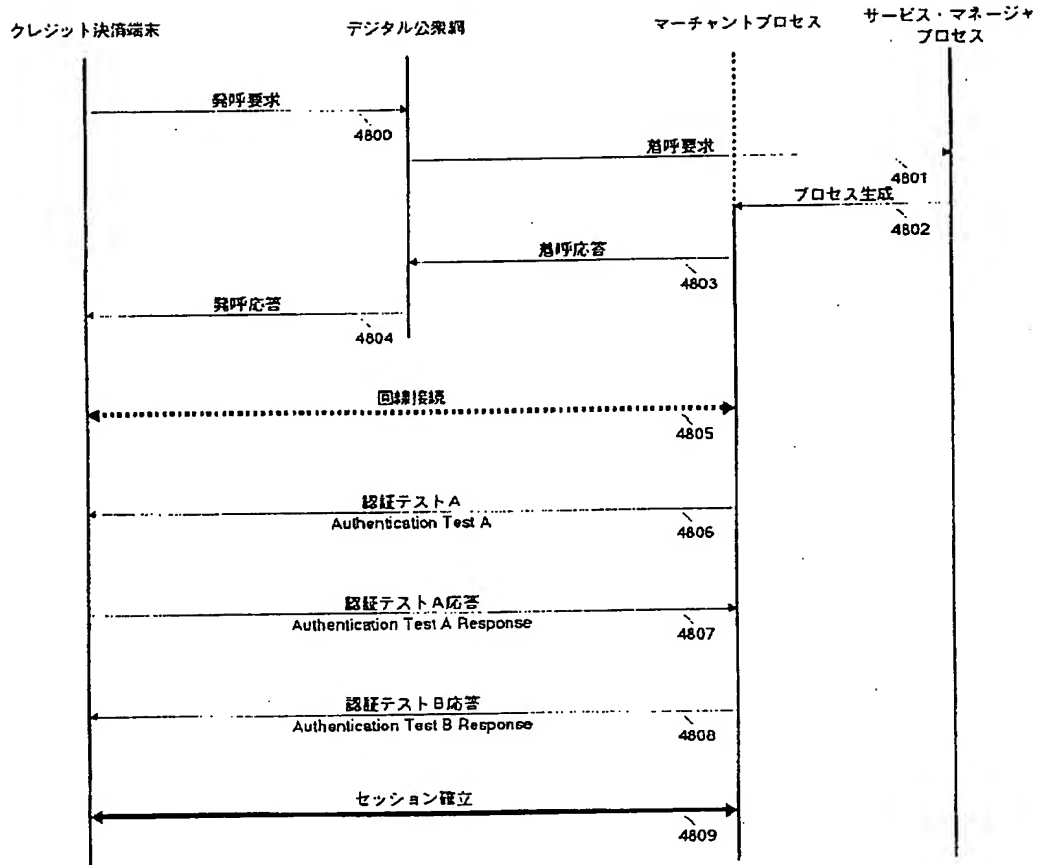 クレジット決済端末
デジタル公衆網
マーチャントプロセス
サービス・マネージャ
プロセス
発呼要求
4800
着呼要求
4801
プロセス生成
4802
着呼応答
4803
発呼応答
4804
回線接続
4805
認証テストA
Authentication Test A
4806
認証テストA応答
Authentication Test A Response
4807
認証テストB応答
Authentication Test B Response
4808
セッション確立
4809